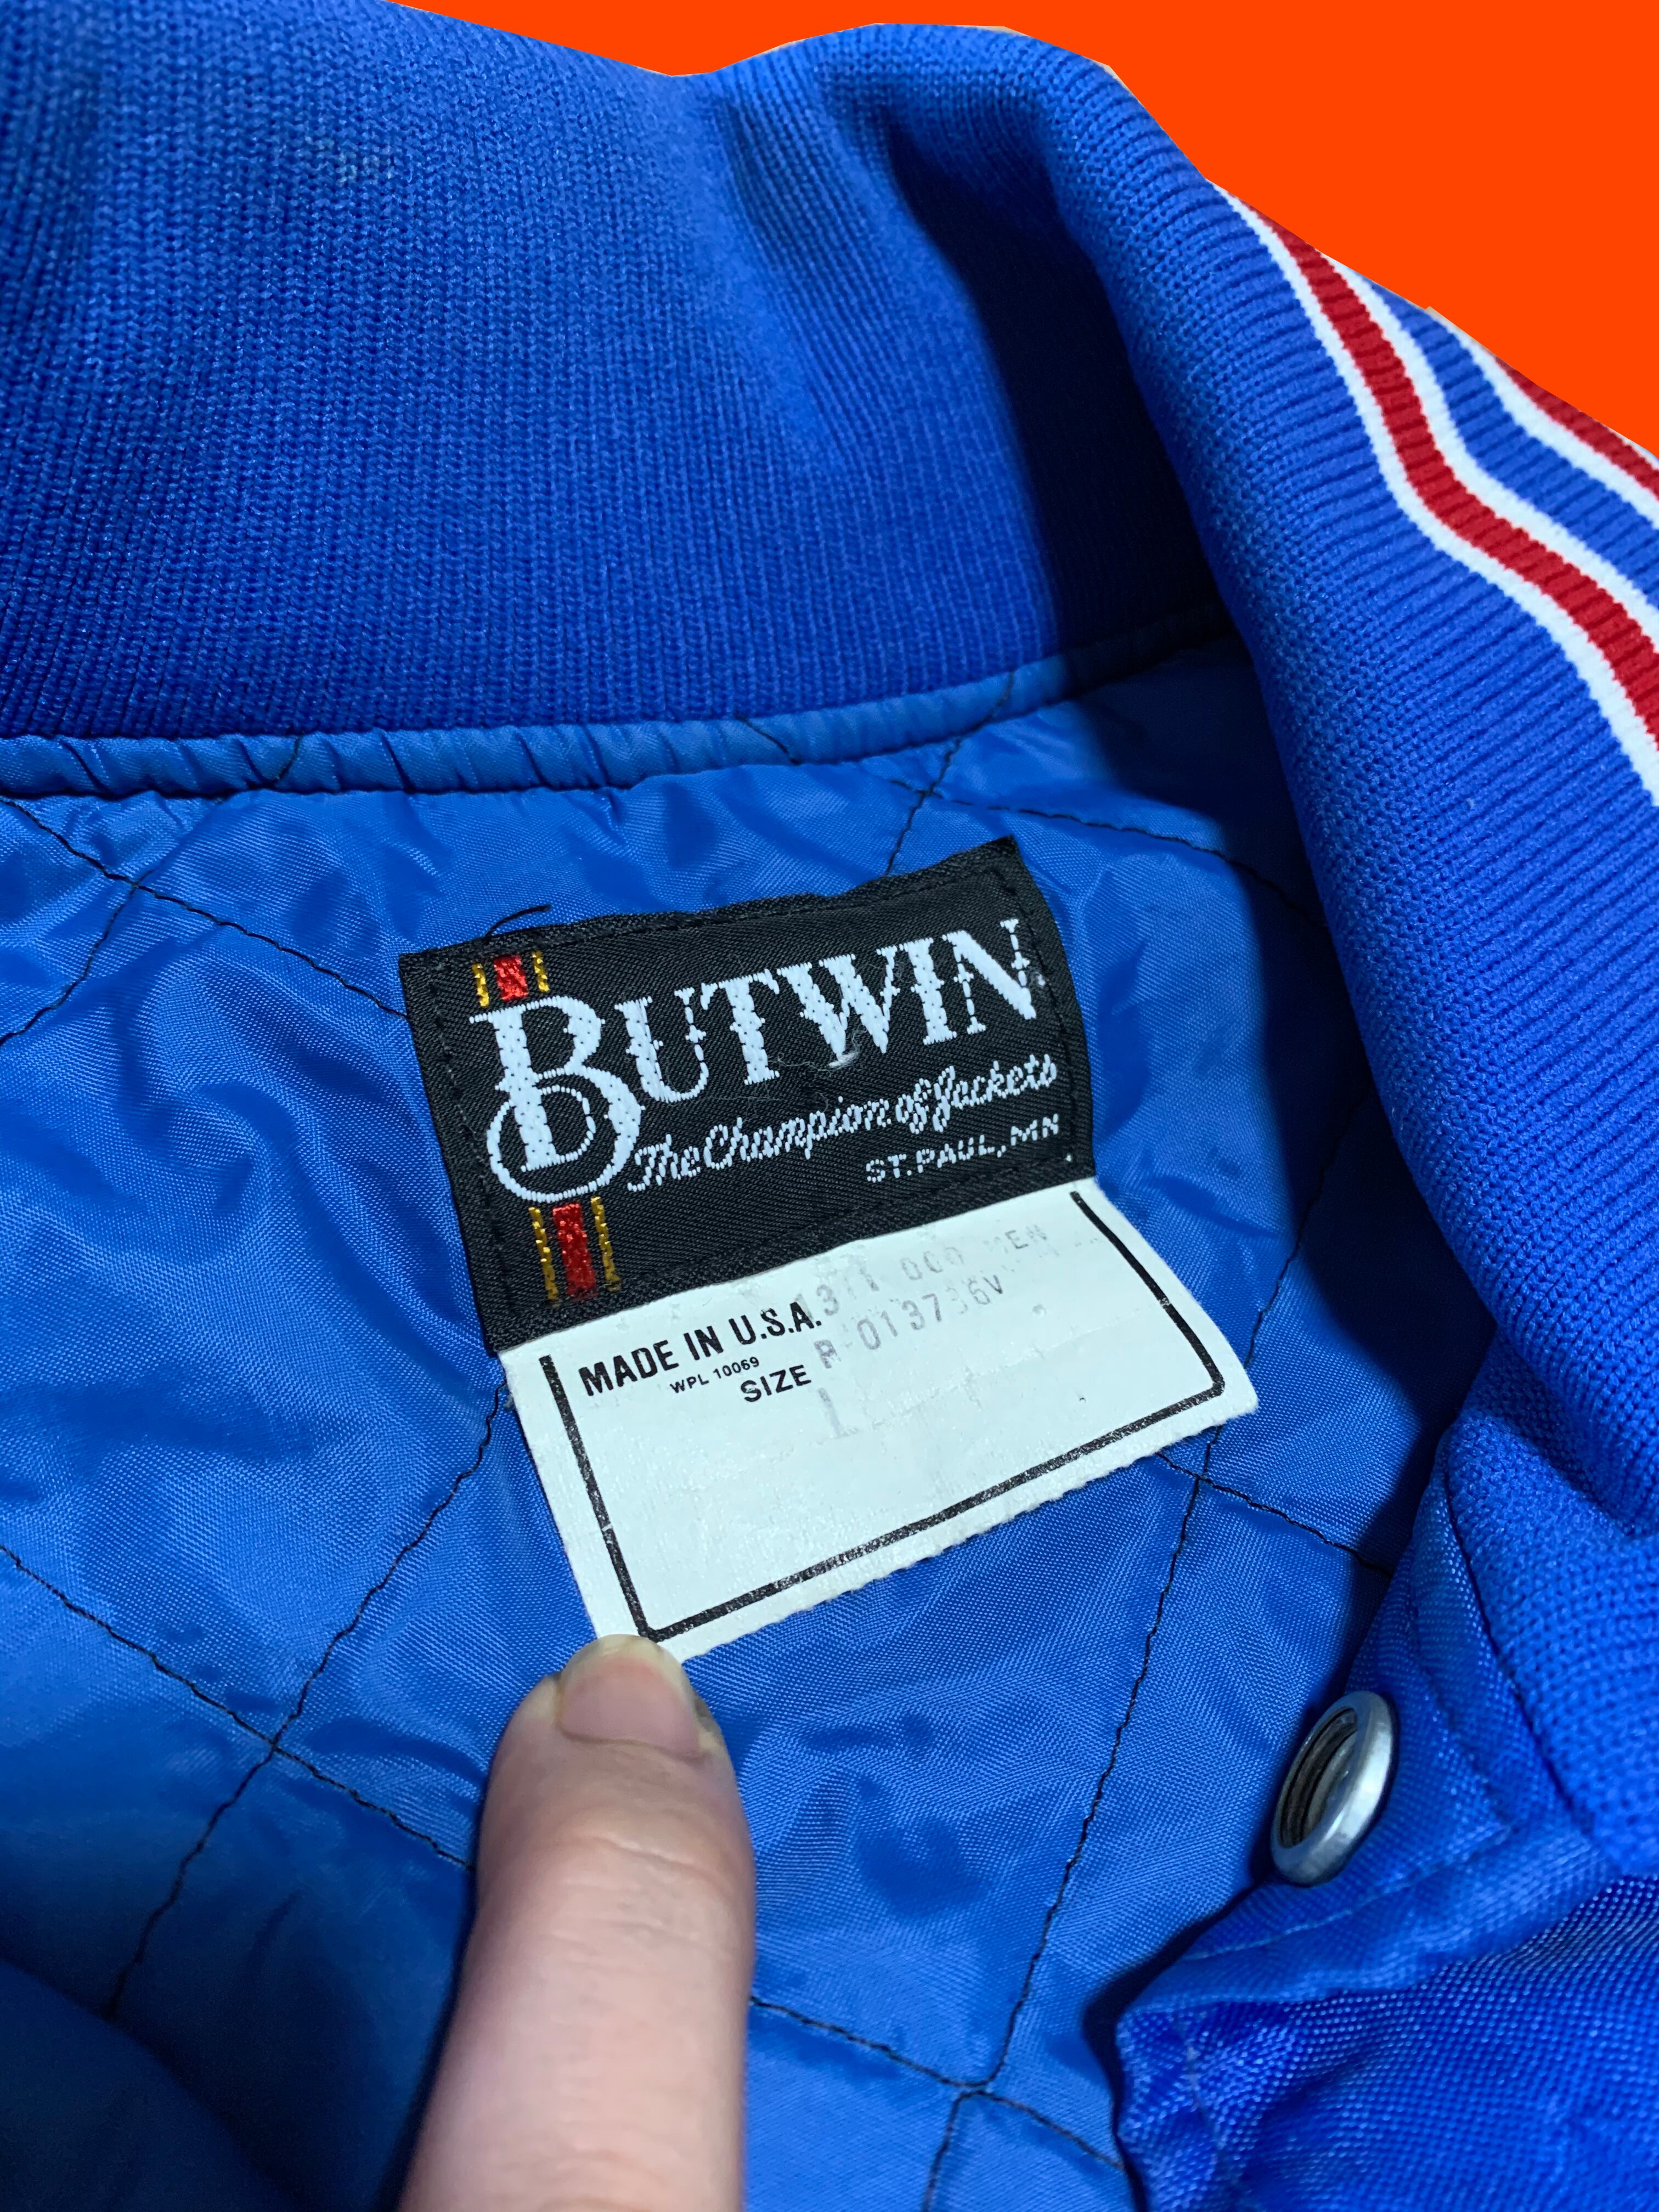 BUTWIN
The Champion of Jackets
ST. PAUL, MN
MADE IN U.S.A.
WPL 10069
SIZE L